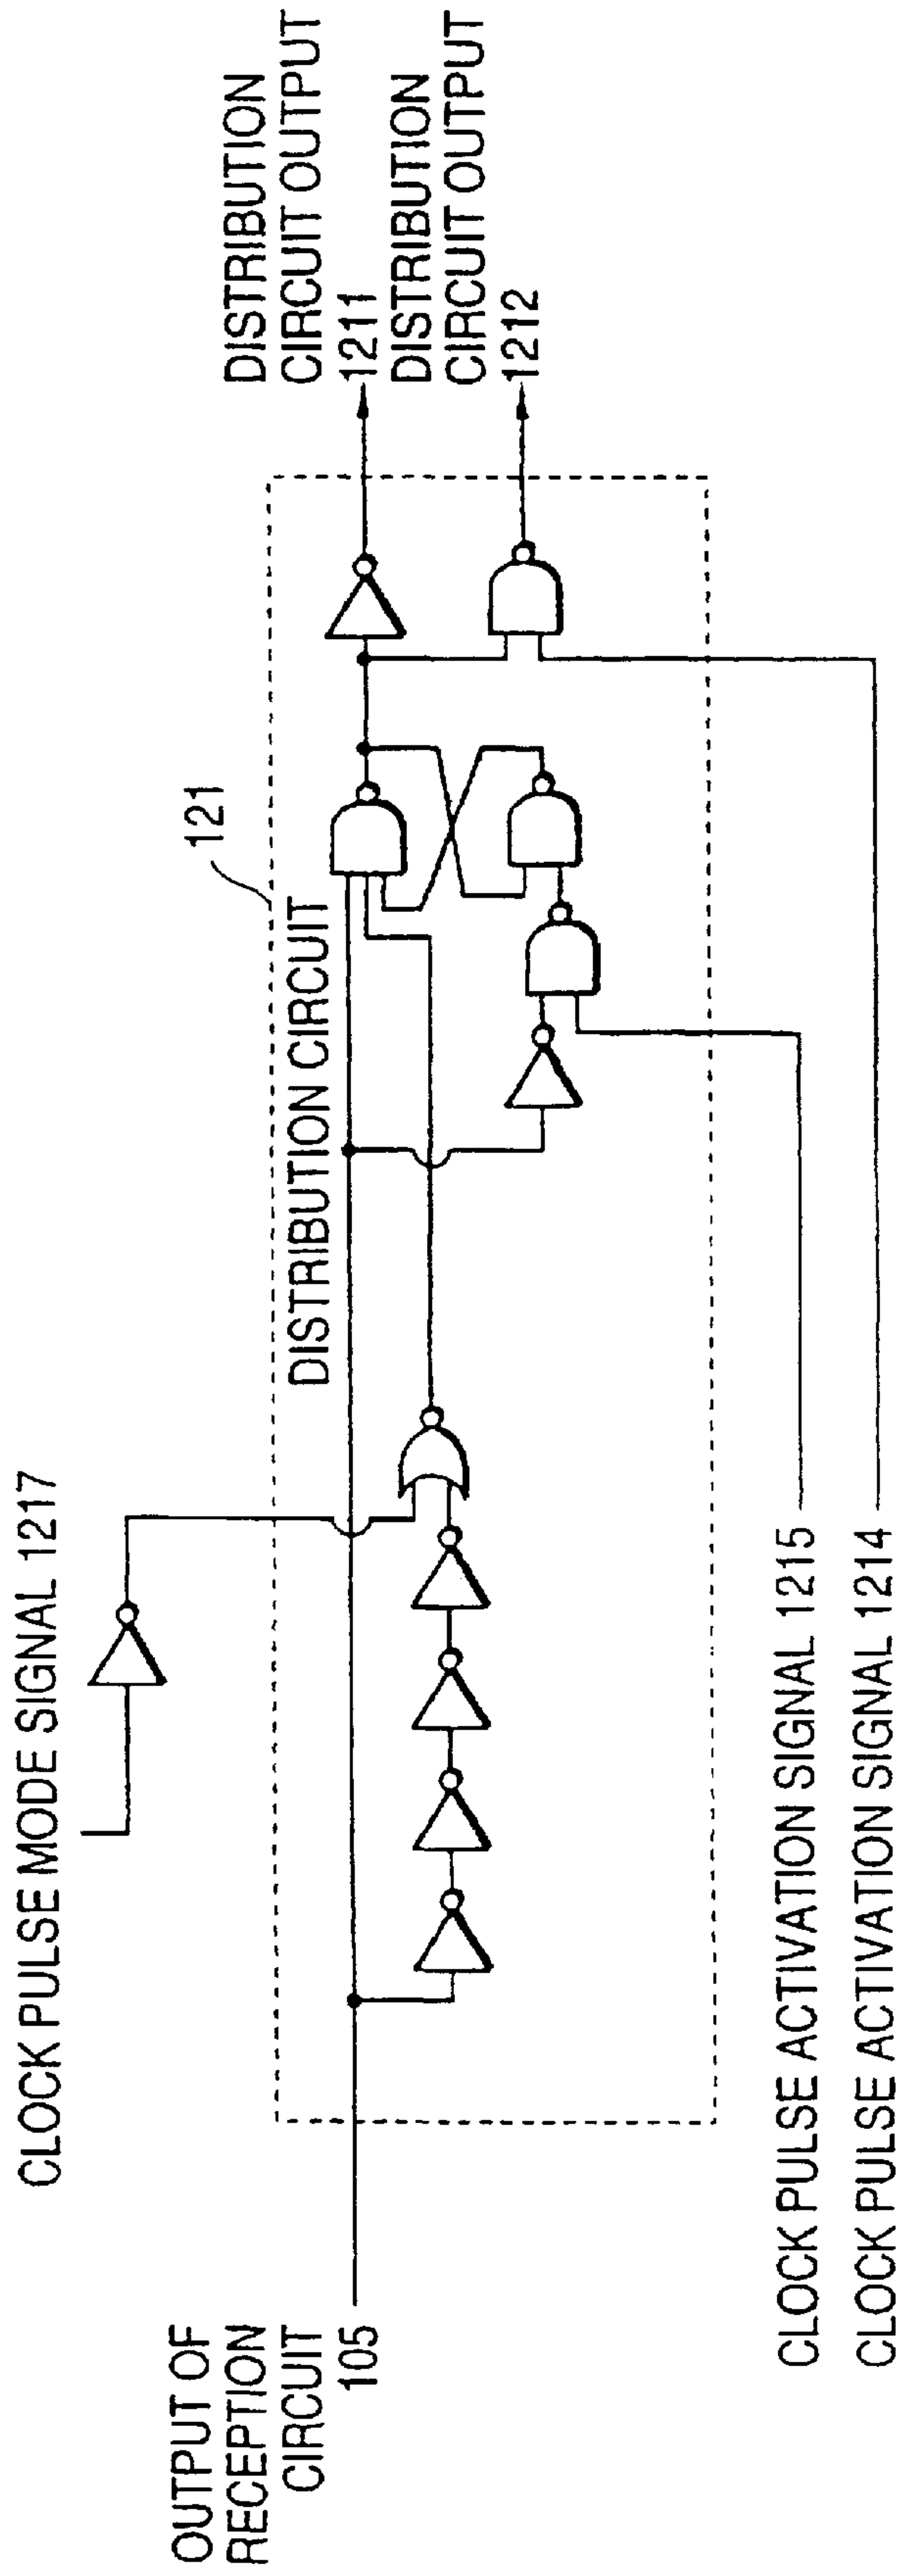 CLOCK PULSE MODE SIGNAL 1217
121
DISTRIBUTION
CIRCUIT OUTPUT
1211
DISTRIBUTION
CIRCUIT OUTPUT
1212
DISTRIBUTION CIRCUIT
OUTPUT OF
RECEPTION
CIRCUIT
105
CLOCK PULSE ACTIVATION SIGNAL 1215
CLOCK PULSE ACTIVATION SIGNAL 1214